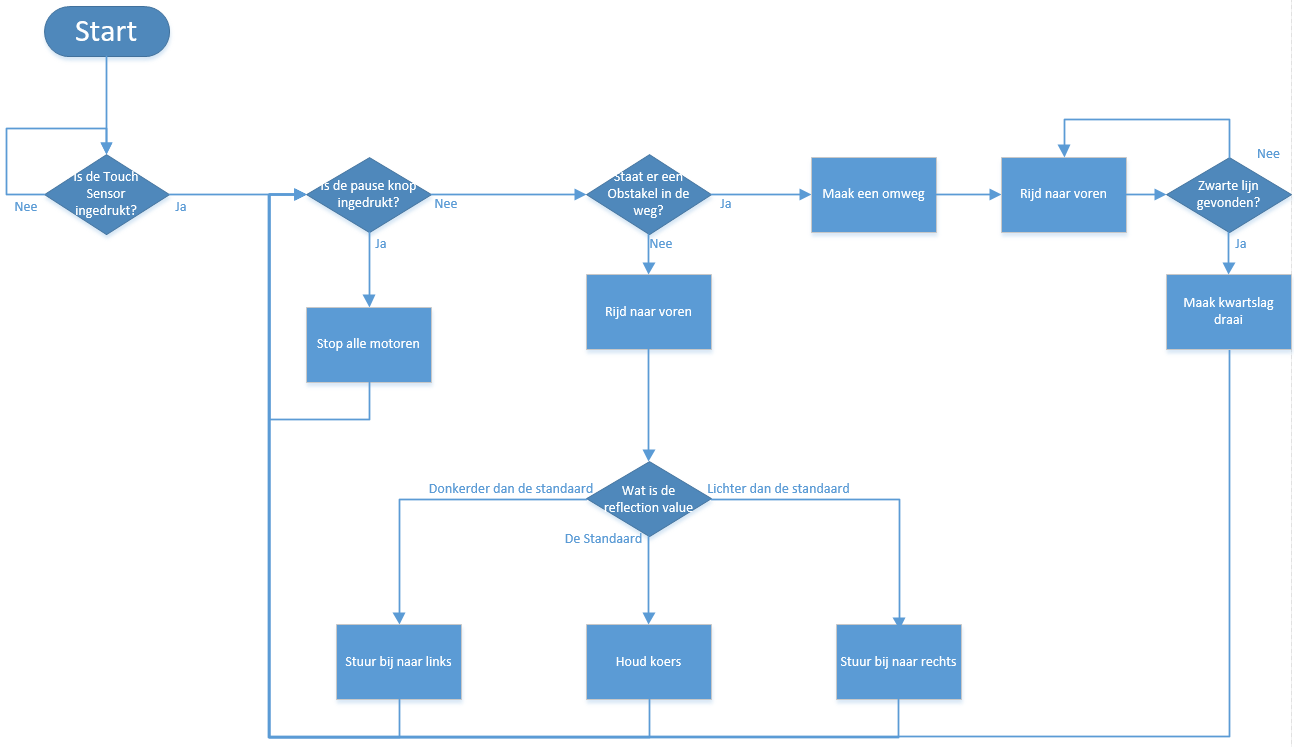 Start
Is de Touch
Sensor
ingedrukt?
Nee
Ja
Is de pause knop
ingedrukt?
Nee
Ja
Stop alle motoren
Staat er een
Obstakel in de
weg?
Ja
Nee
Maak een omweg
Rijd naar voren
Zwarte lijn
gevonden?
Nee
Ja
Maak kwartslag
draai
Rijd naar voren
Wat is de
reflection value
Donkerder dan de standaard
De Standaard
Lichter dan de standaard
Stuur bij naar links
Houd koers
Stuur bij naar rechts